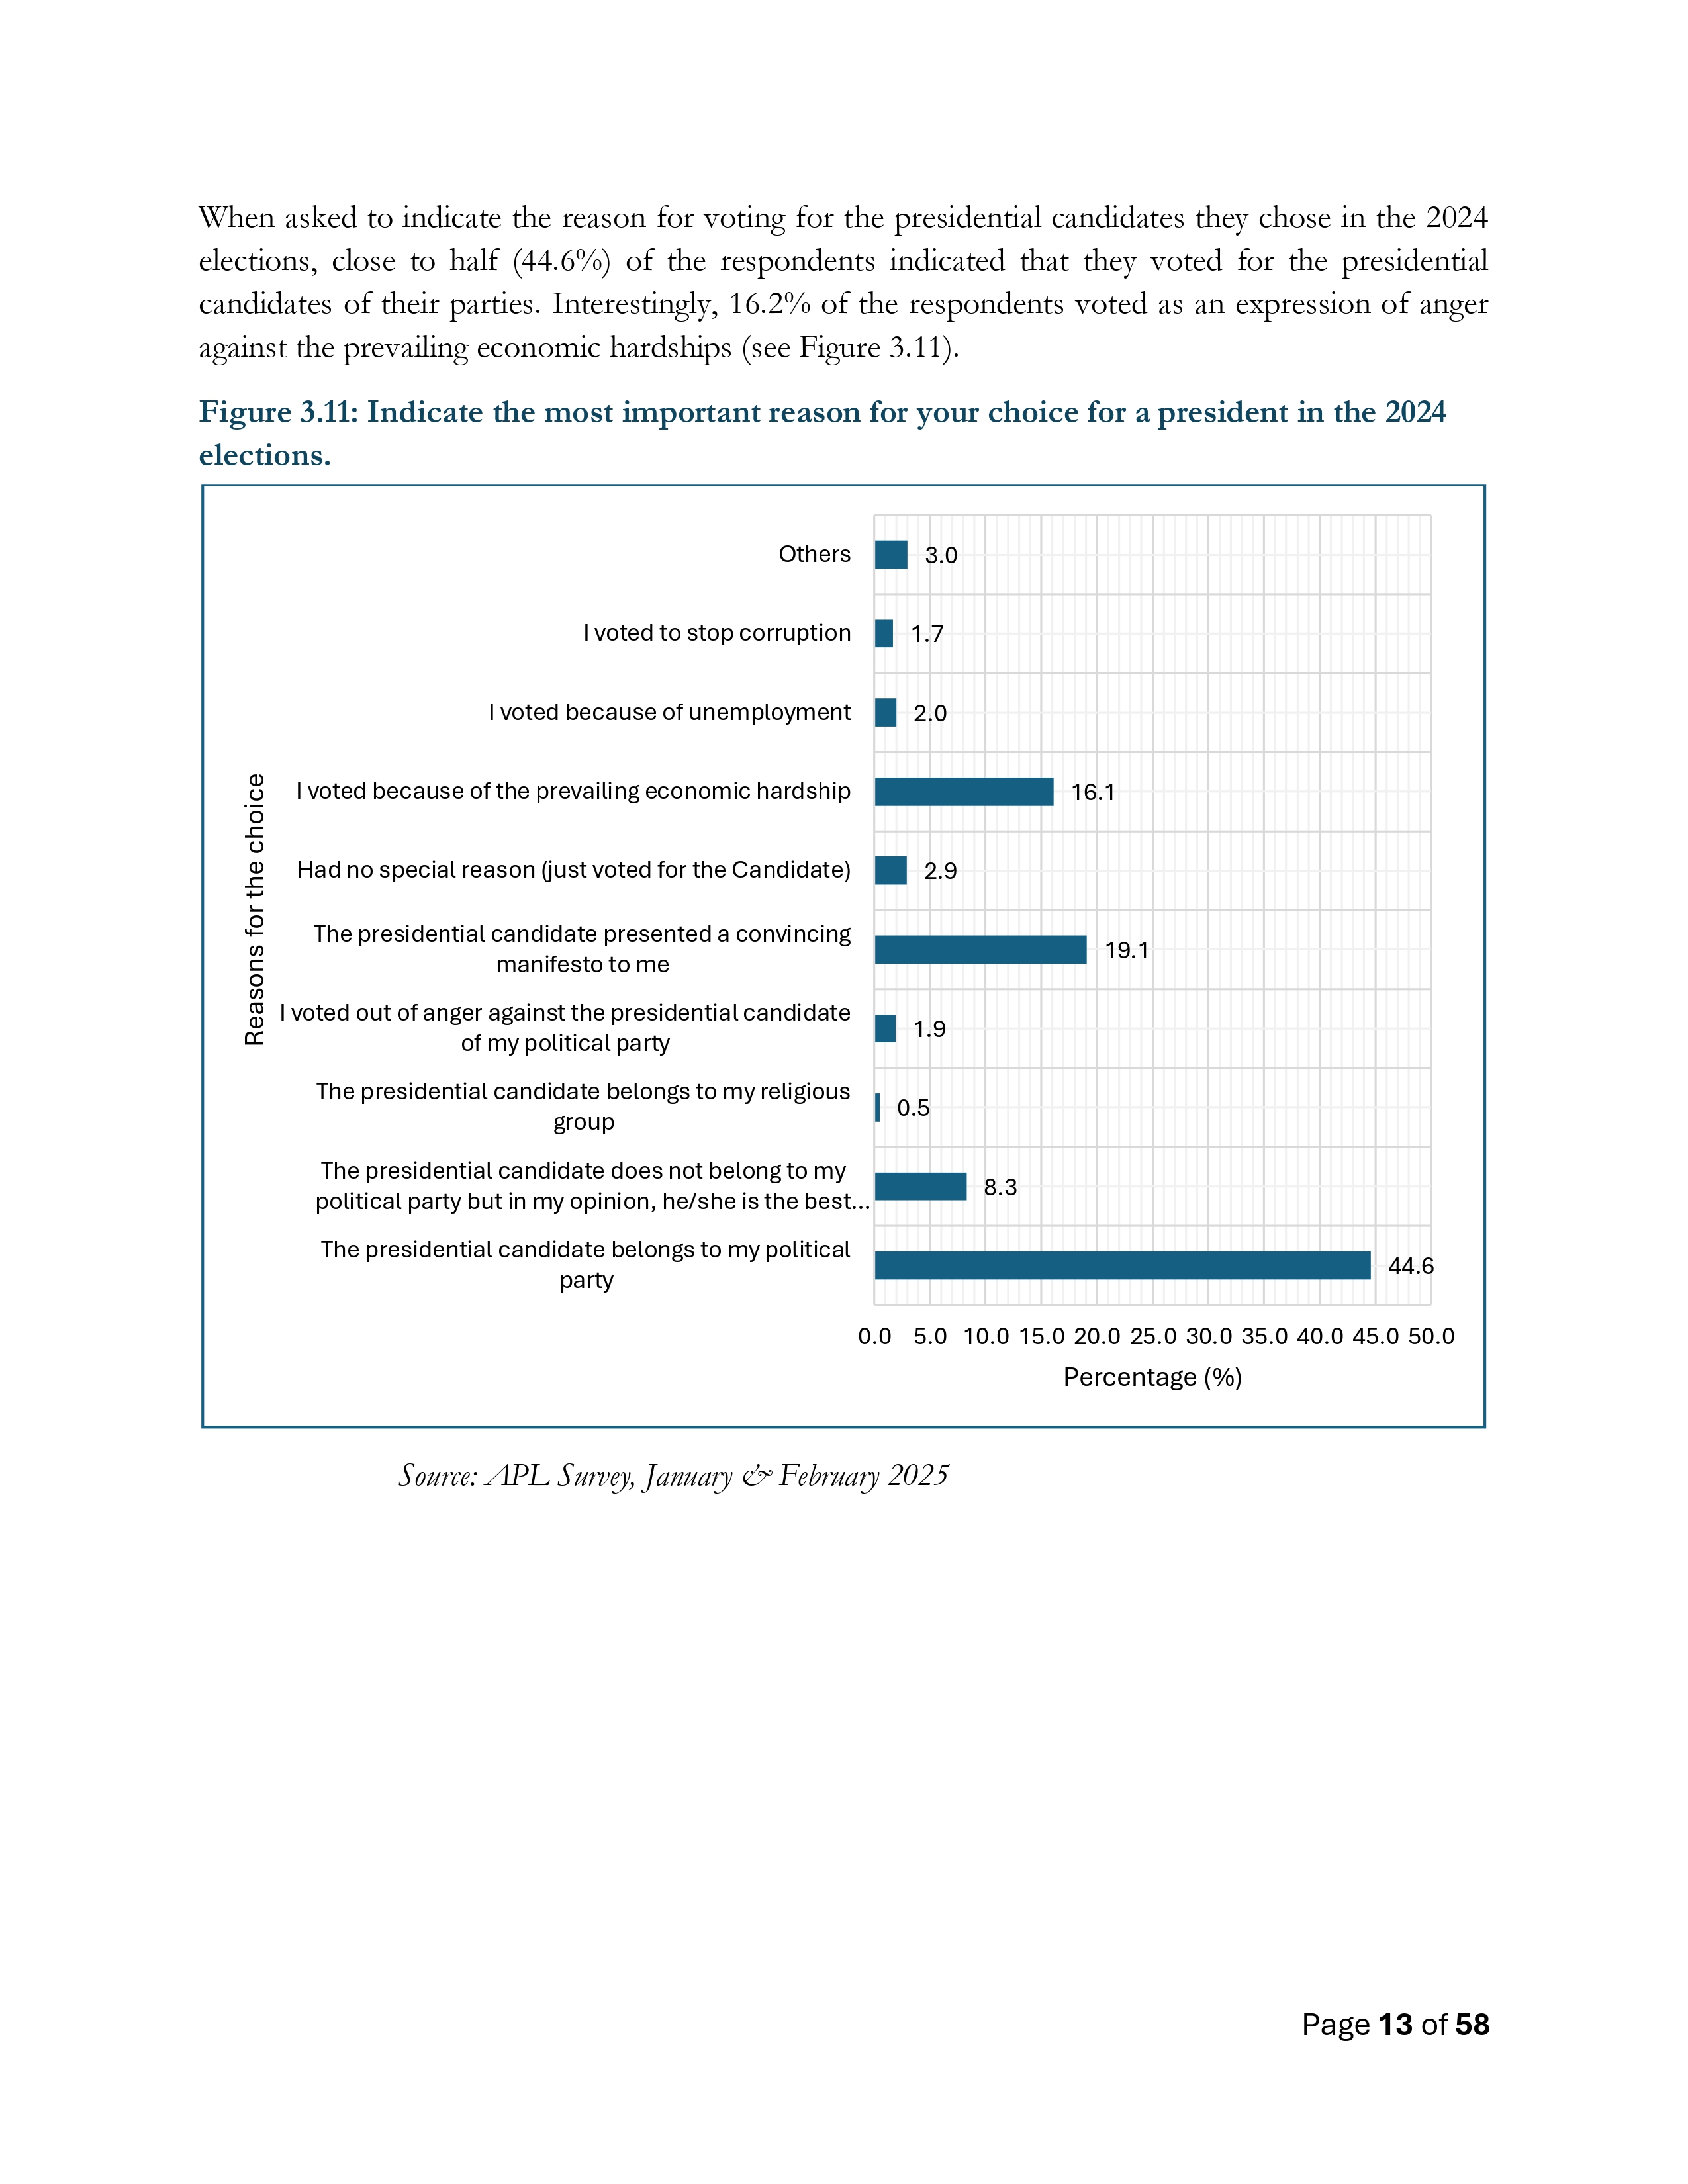 When asked to indicate the reason for voting for the presidential candidates they chose in the 2024
elections, close to half (44.6%) of the respondents indicated that they voted for the presidential
candidates of their parties. Interestingly, 16.2% of the respondents voted as an expression of anger
against the prevailing economic hardships (see Figure 3.11).
Figure 3.11: Indicate the most important reason for your choice for a president in the 2024
elections.
Reasons for the choice
Others 3.0
I voted to stop corruption 1.7
I voted because of unemployment 2.0
I voted because of the prevailing economic hardship 16.1
Had no special reason (just voted for the Candidate) 2.9
The presidential candidate presented a convincing
manifesto to me 19.1
I voted out of anger against the presidential candidate
of my political party 1.9
The presidential candidate belongs to my religious
group 0.5
The presidential candidate does not belong to my
political party but in my opinion, he/she is the best... 8.3
The presidential candidate belongs to my political
party 44.6
0.0 5.0 10.0 15.0 20.0 25.0 30.0 35.0 40.0 45.0 50.0
Percentage (%)
Source: APL Survey, January & February 2025
Page 13 of 58